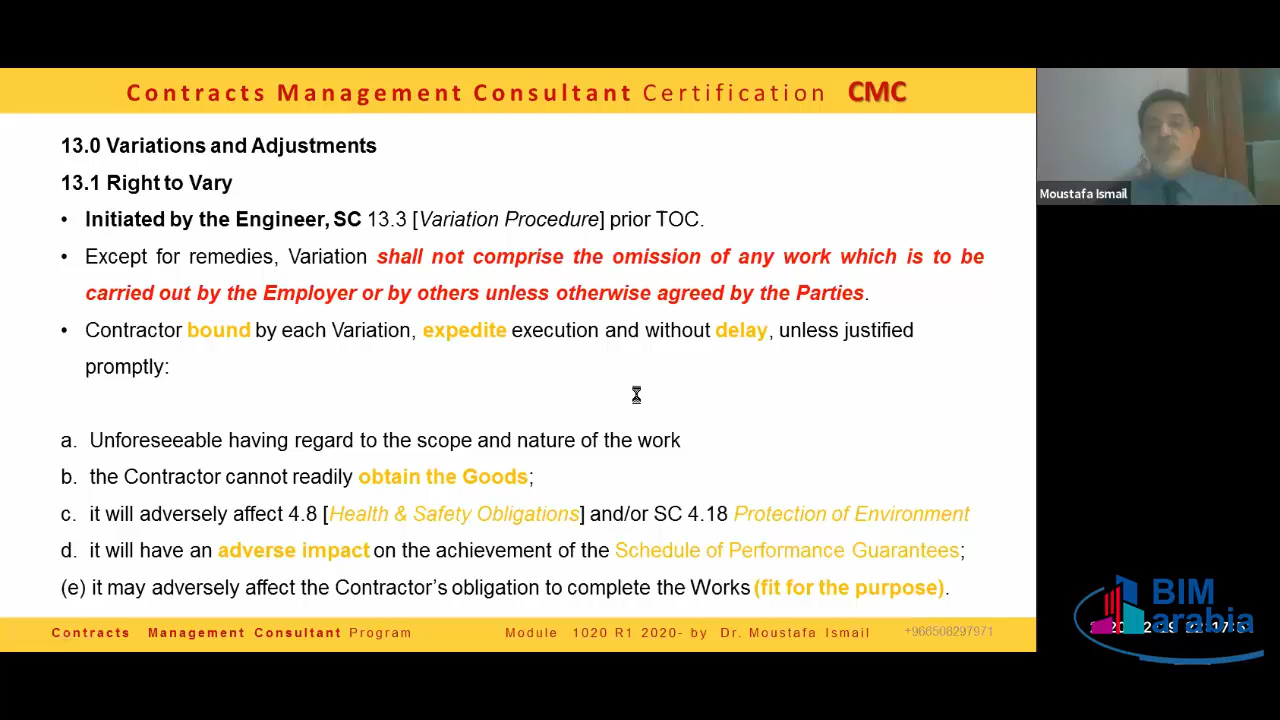 Contracts Management Consultant Certification CMC
13.0 Variations and Adjustments
13.1 Right to Vary
• Initiated by the Engineer, SC 13.3 [Variation Procedure] prior TOC.
• Except for remedies, Variation shall not comprise the omission of any work which is to be
carried out by the Employer or by others unless otherwise agreed by the Parties.
• Contractor bound by each Variation, expedite execution and without delay, unless justified
promptly:
a. Unforeseeable having regard to the scope and nature of the work
b. the Contractor cannot readily obtain the Goods;
c. it will adversely affect 4.8 [Health & Safety Obligations] and/or SC 4.18 Protection of Environment
d. it will have an adverse impact on the achievement of the Schedule of Performance Guarantees;
(e) it may adversely affect the Contractor's obligation to complete the Works (fit for the purpose).
Contracts Management Consultant Program
Module 1020 R1 2020- by Dr. Moustafa Ismail
+966508297971
Moustafa Ismail
BIM
arabia